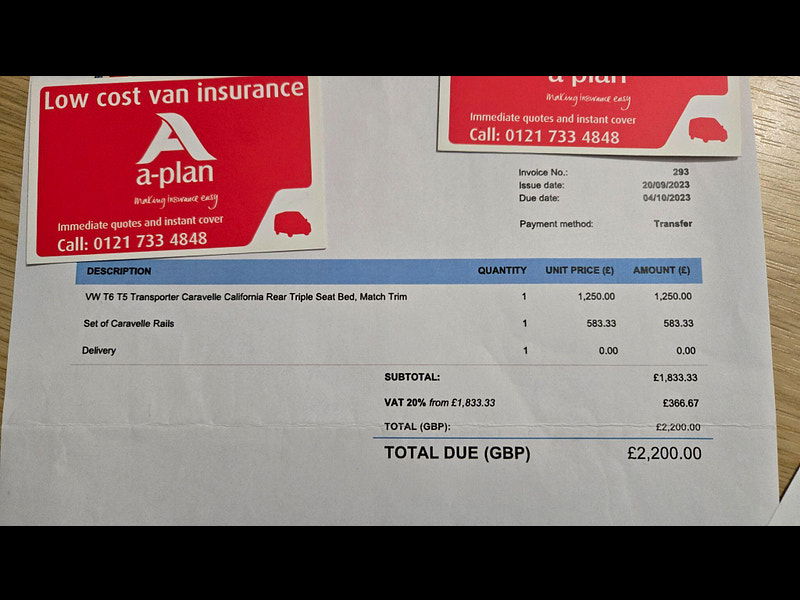 Low cost van insurance
a-plan
making insurance easy
Immediate quotes and instant cover
Call: 0121 733 4848
a-plan
making insurance easy
Immediate quotes and instant cover
Call: 0121 733 4848
Invoice No.: 293
Issue date: 20/09/2023
Due date: 04/10/2023
Payment method: Transfer
DESCRIPTION QUANTITY UNIT PRICE (£) AMOUNT (£)
VW T6 T5 Transporter Caravelle California Rear Triple Seat Bed, Match Trim 1 1,250.00 1,250.00
Set of Caravelle Rails 1 583.33 583.33
Delivery 1 0.00 0.00
SUBTOTAL: £1,833.33
VAT 20% from £1,833.33 £366.67
TOTAL (GBP): £2,200.00
TOTAL DUE (GBP) £2,200.00